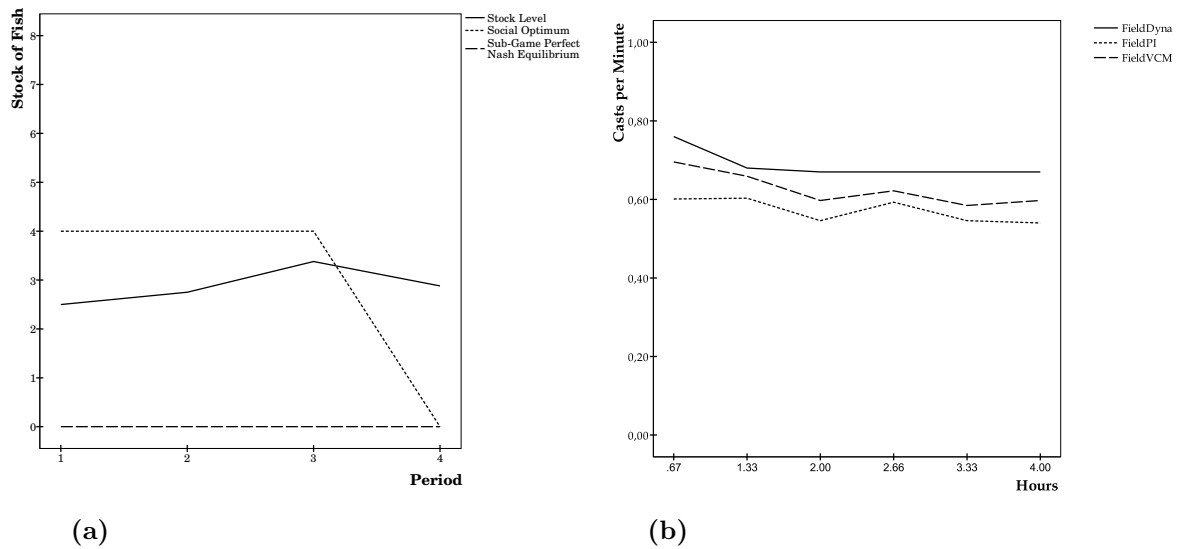 Stock of Fish
8
7
6
5
4
3
2
1
0
1 2 3 4
Period
Stock Level
Social Optimum
Sub-Game Perfect
Nash Equilibrium
(a)
Casts per Minute
1,00
0,80
0,60
0,40
0,20
0,00
.67 1.33 2.00 2.66 3.33 4.00
Hours
FieldDyna
FieldPI
FieldVCM
(b)